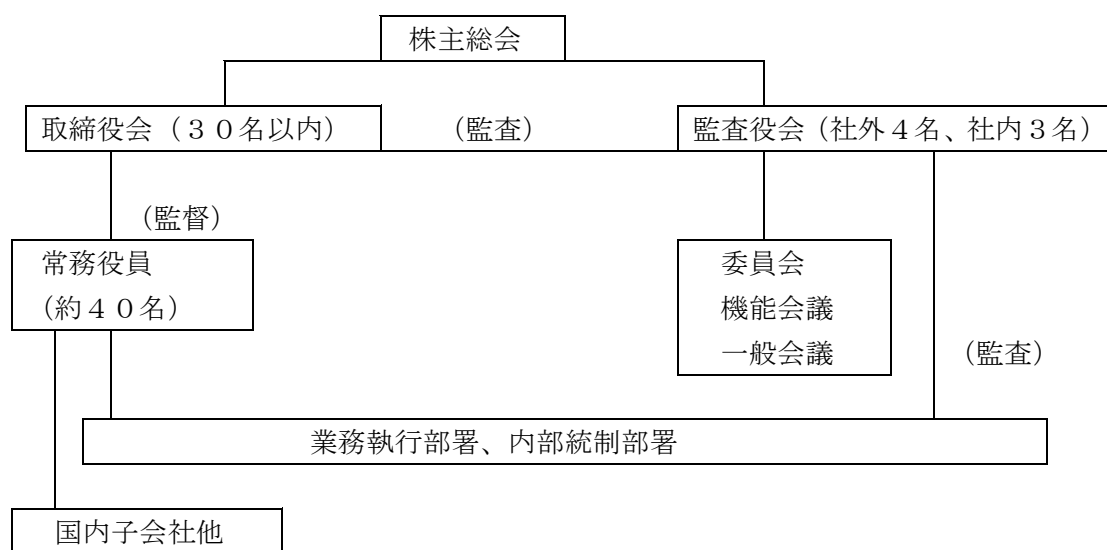 株主総会
取締役会（３０名以内）
（監査）
監査役会（社外４名、社内３名）
（監督）
常務役員
（約４０名）
委員会
機能会議
一般会議
（監査）
業務執行部署、内部統制部署
国内子会社他